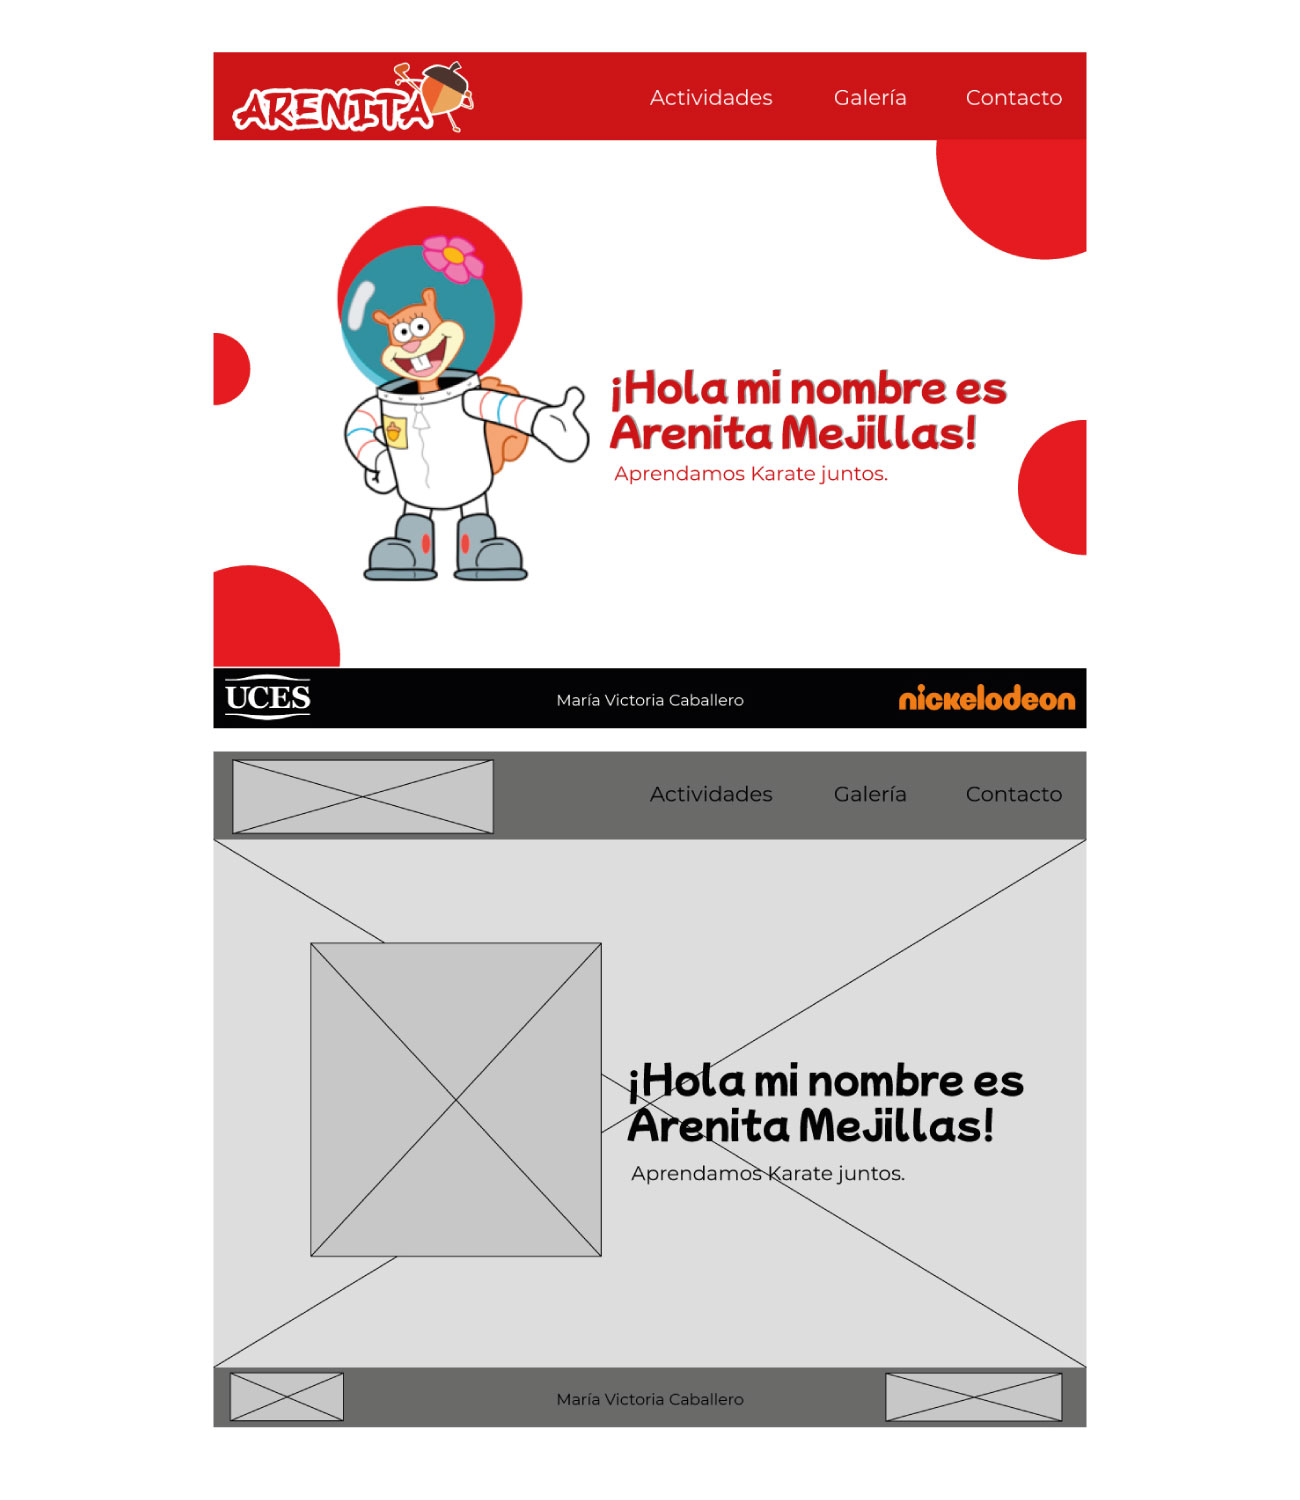 ARENITA
Actividades Galería Contacto
¡Hola mi nombre es
Arenita Mejillas!
Aprendamos Karate juntos.
UCES
María Victoria Caballero
nickelodeon
Actividades Galería Contacto
¡Hola mi nombre es
Arenita Mejillas!
Aprendamos Karate juntos.
María Victoria Caballero